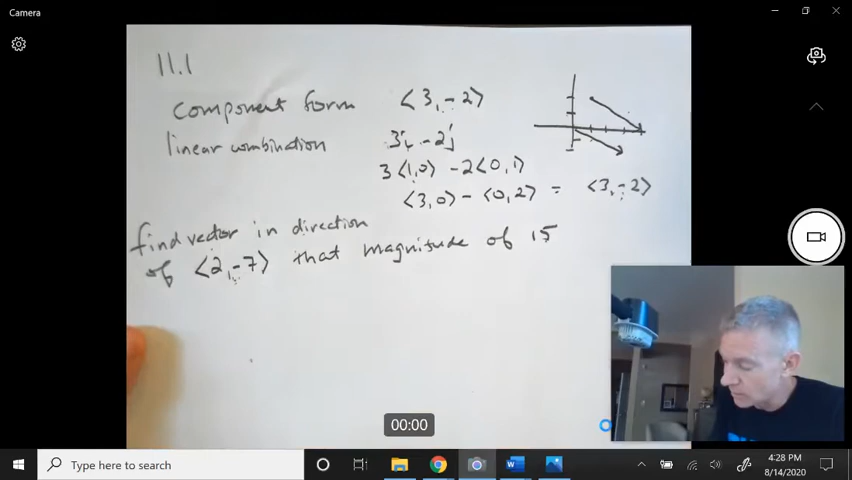 Camera
11.1
component form <3, -2>
linear combination 3i - 2j
3<1,0> - 2<0,1>
<3,0> - <0,2> = <3,-2>
find vector in direction
of <2,-7> that magnitude of 15
00:00
Type here to search
4:28 PM
8/14/2020